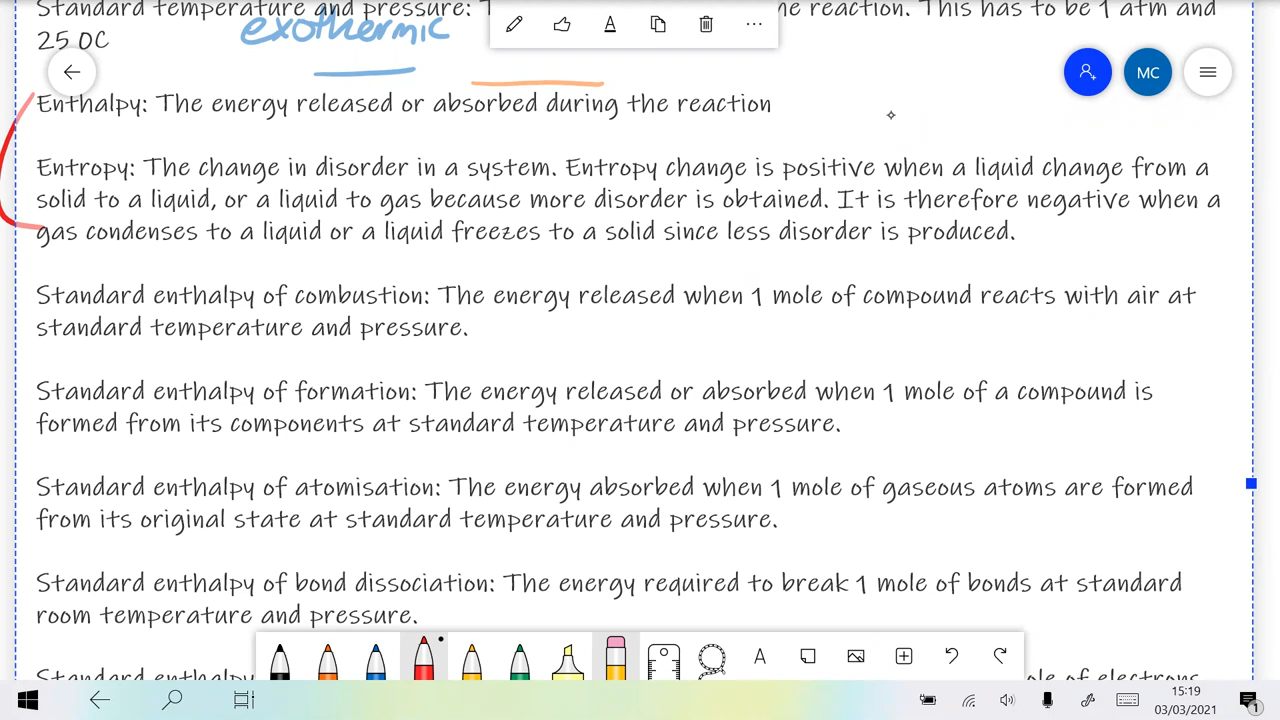 Standard temperature and pressure: T he reaction. This has to be 1 atm and
25 0C
exothermic
MC
Enthalpy: The energy released or absorbed during the reaction
Entropy: The change in disorder in a system. Entropy change is positive when a liquid change from a
solid to a liquid, or a liquid to gas because more disorder is obtained. It is therefore negative when a
gas condenses to a liquid or a liquid freezes to a solid since less disorder is produced.
Standard enthalpy of combustion: The energy released when 1 mole of compound reacts with air at
standard temperature and pressure.
Standard enthalpy of formation: The energy released or absorbed when 1 mole of a compound is
formed from its components at standard temperature and pressure.
Standard enthalpy of atomisation: The energy absorbed when 1 mole of gaseous atoms are formed
from its original state at standard temperature and pressure.
Standard enthalpy of bond dissociation: The energy required to break 1 mole of bonds at standard
room temperature and pressure.
Standard enthalpy ole of electrons
15:19
03/03/2021
1